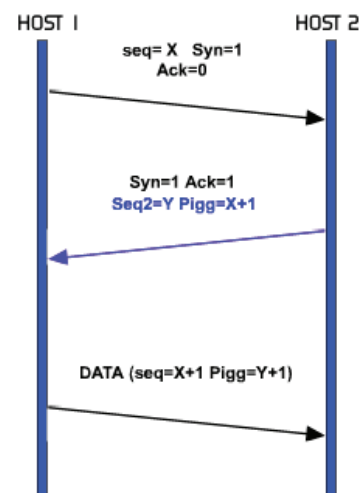 HOST 1
HOST 2
seq= X Syn=1
Ack=0
Syn=1 Ack=1
Seq2=Y Pigg=X+1
DATA (seq=X+1 Pigg=Y+1)